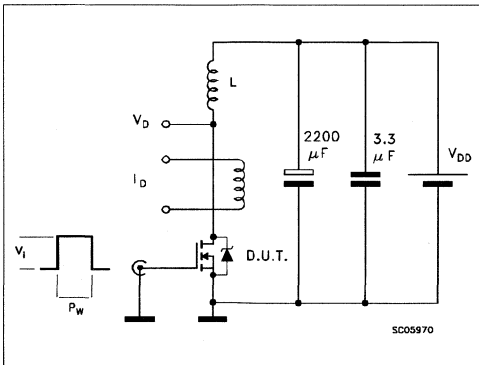 L
V_D
2200 μF
3.3 μF
V_DD
I_D
V_i
D.U.T.
P_W
SC05970